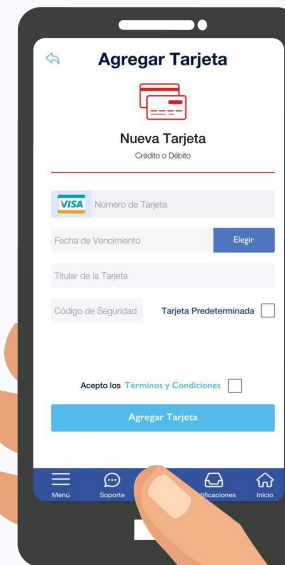 Agregar Tarjeta
Nueva Tarjeta
Crédito o Débito
VISA Número de Tarjeta
Fecha de Vencimiento Elegir
Titular de la Tarjeta
Código de Seguridad Tarjeta Predeterminada
Acepto los Términos y Condiciones
Agregar Tarjeta
Menú Soporte tificaciones Inicio